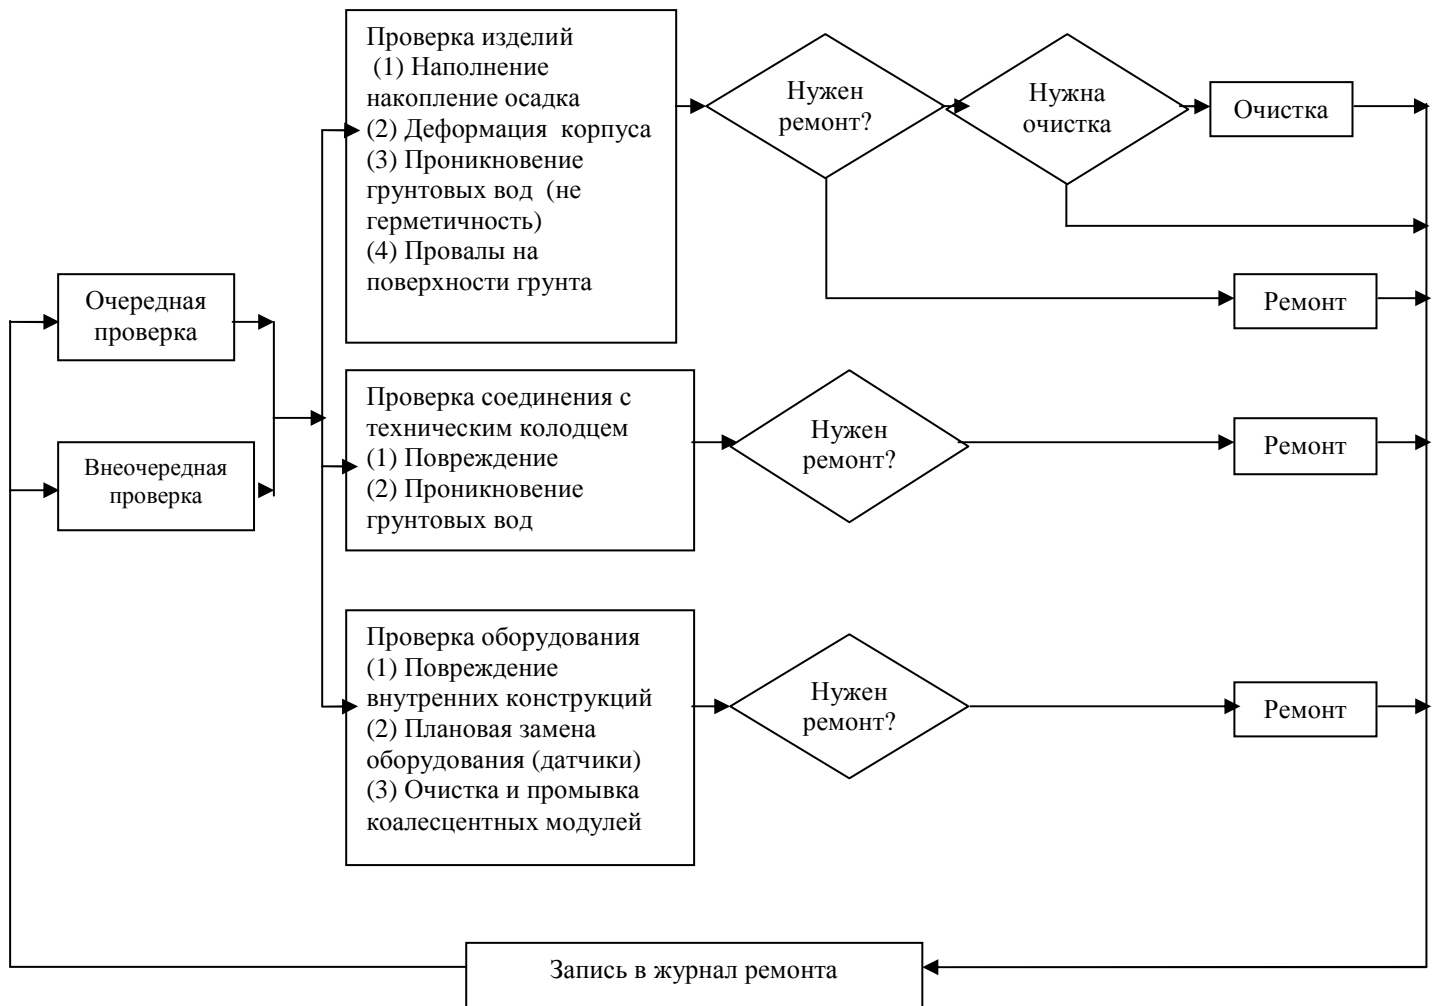 Проверка изделий
(1) Наполнение
накопление осадка
(2) Деформация корпуса
(3) Проникновение
грунтовых вод (не
герметичность)
(4) Провалы на
поверхности грунта
Нужен
ремонт?
Нужна
очистка
Очистка
Ремонт
Очередная
проверка
Внеочередная
проверка
Проверка соединения с
техническим колодцем
(1) Повреждение
(2) Проникновение
грунтовых вод
Нужен
ремонт?
Ремонт
Проверка оборудования
(1) Повреждение
внутренних конструкций
(2) Плановая замена
оборудования (датчики)
(3) Очистка и промывка
коалесцентных модулей
Нужен
ремонт?
Ремонт
Запись в журнал ремонта